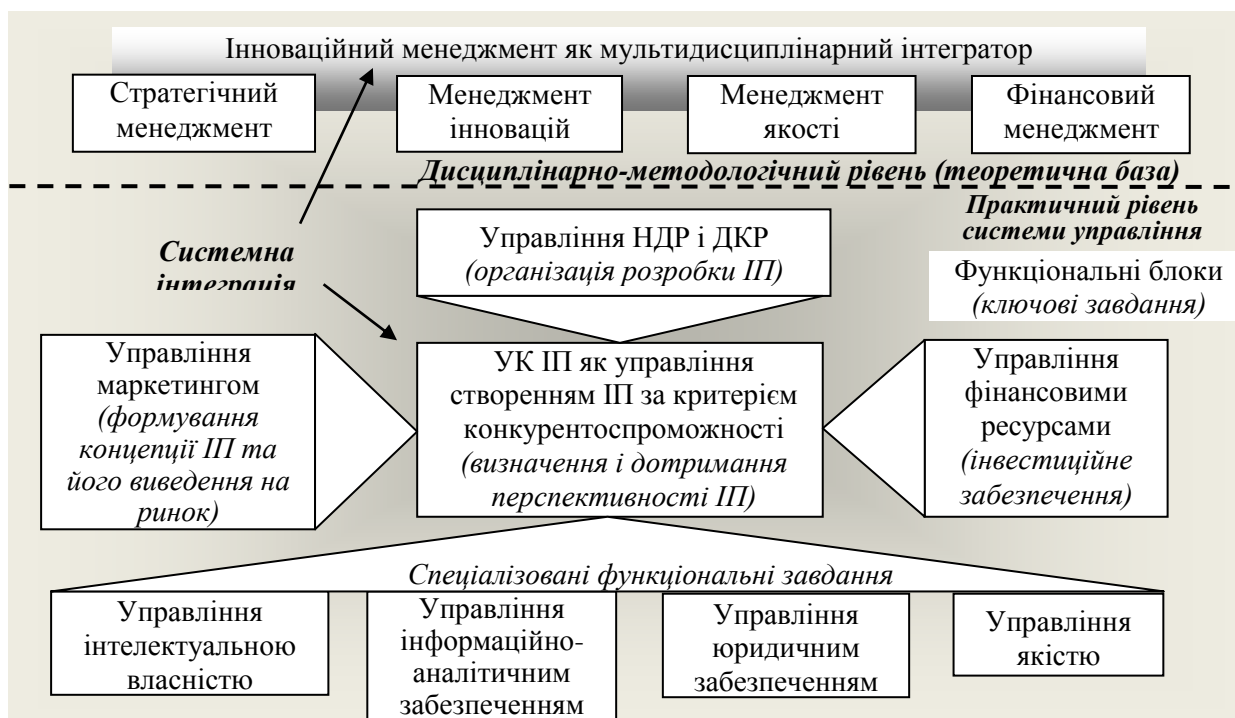 Інноваційний менеджмент як мультидисциплінарний інтегратор
Стратегічний
менеджмент
Менеджмент
інновацій
Менеджмент
якості
Фінансовий
менеджмент
Дисциплінарно-методологічний рівень (теоретична база)
Практичний рівень
системи управління
Управління НДР і ДКР
(організація розробки ІП)
Системна
інтеграція
Функціональні блоки
(ключові завдання)
Управління
маркетингом
(формування
концепції ІП та
його виведення на
ринок)
УК ІП як управління
створенням ІП за критерієм
конкурентоспроможності
(визначення і дотримання
перспективності ІП)
Управління
фінансовими
ресурсами
(інвестиційне
забезпечення)
Спеціалізовані функціональні завдання
Управління
інтелектуальною
власністю
Управління
інформаційно-
аналітичним
забезпеченням
Управління
юридичним
забезпеченням
Управління
якістю